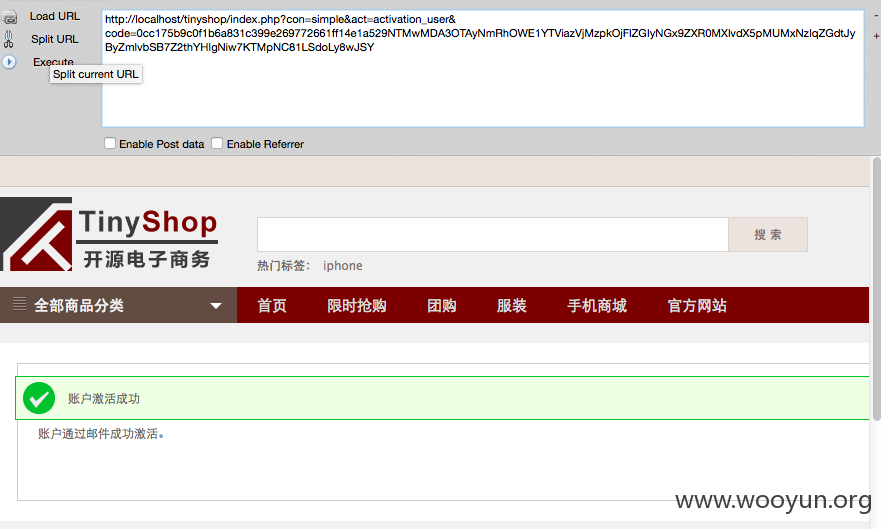 Load URL
Split URL
Execute
Split current URL
http://localhost/tinyshop/index.php?con=simple&act=activation_user&
code=0cc175b9c0f1b6a831c399e269772661ff14e1a529NTMwMDA3OTAyNmRhOWE1YTViazVjMzpkOjFlZGIyNGx9ZXR0MXlvdX5pMUMxNzlqZGdtJy
ByZmlvbSB7Z2thYHlgNiw7KTMpNC81LSdoLy8wJSY
-
+
Enable Post data
Enable Referrer
TinyShop
开源电子商务
搜 索
热门标签： iphone
全部商品分类
首页
限时抢购
团购
服装
手机商城
官方网站
账户激活成功
账户通过邮件成功激活。
www.wooyun.org